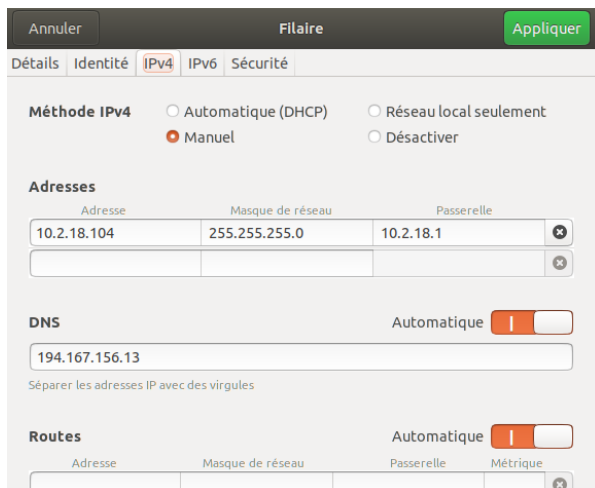 Annuler Filaire Appliquer
Détails Identité IPv4 IPv6 Sécurité
Méthode IPv4 Automatique (DHCP) Réseau local seulement
Manuel Désactiver
Adresses
Adresse Masque de réseau Passerelle
10.2.18.104 255.255.255.0 10.2.18.1
DNS Automatique
194.167.156.13
Séparer les adresses IP avec des virgules
Routes Automatique
Adresse Masque de réseau Passerelle Métrique